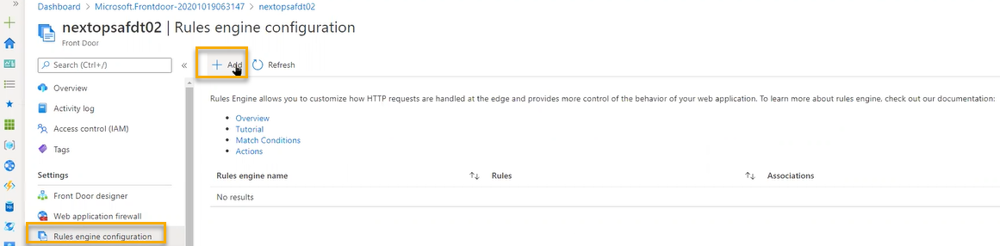 »
Dashboard > Microsoft.Frontdoor-20201019063147 > nextopsafdt02
nextopsafdt02 | Rules engine configuration
Front Door
Search (Ctrl+/)
«
Add
Refresh
Overview
Activity log
Access control (IAM)
Tags
Settings
Front Door designer
Web application firewall
Rules engine configuration
Rules Engine allows you to customize how HTTP requests are handled at the edge and provides more control of the behavior of your web application. To learn more about rules engine, check out our documentation:
• Overview
• Tutorial
• Match Conditions
• Actions
Rules engine name ↑↓ Rules ↑↓ Associations
No results